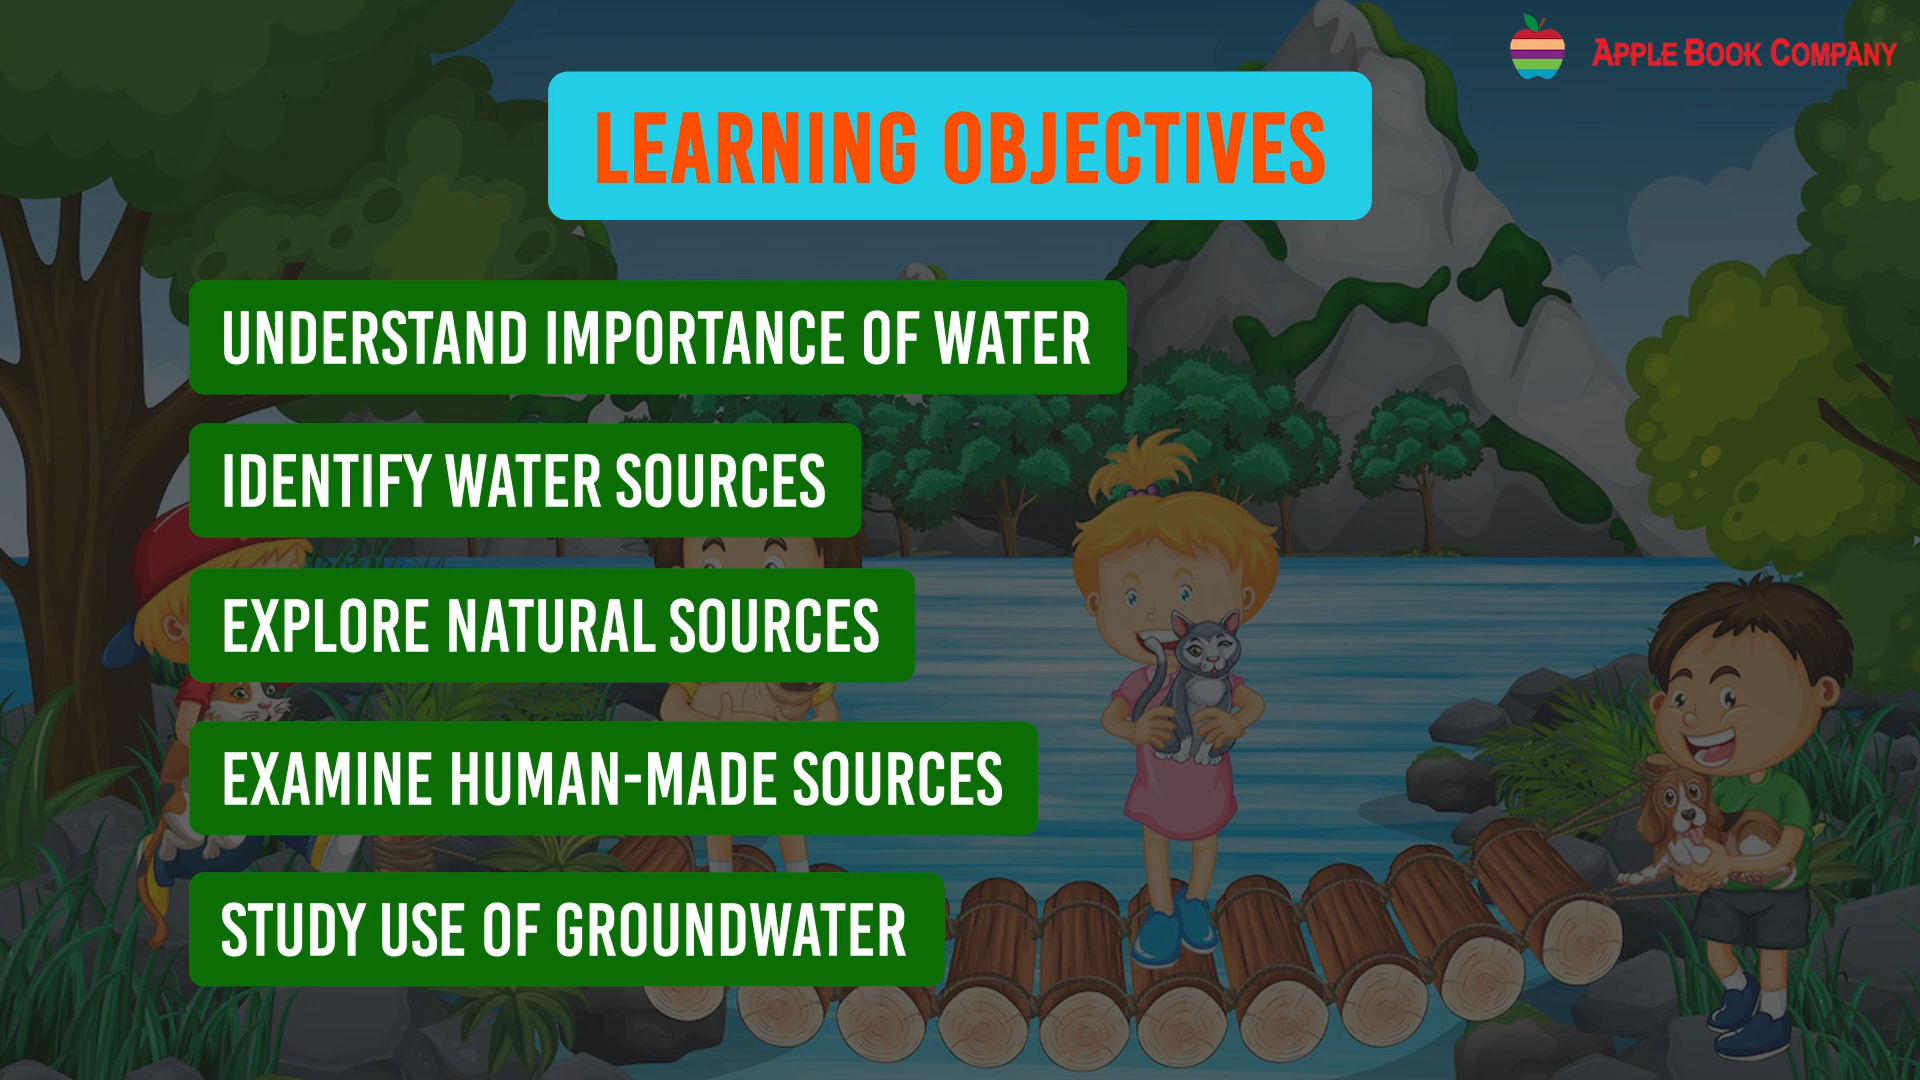 APPLE BOOK COMPANY
LEARNING OBJECTIVES
UNDERSTAND IMPORTANCE OF WATER
IDENTIFY WATER SOURCES
EXPLORE NATURAL SOURCES
EXAMINE HUMAN-MADE SOURCES
STUDY USE OF GROUNDWATER